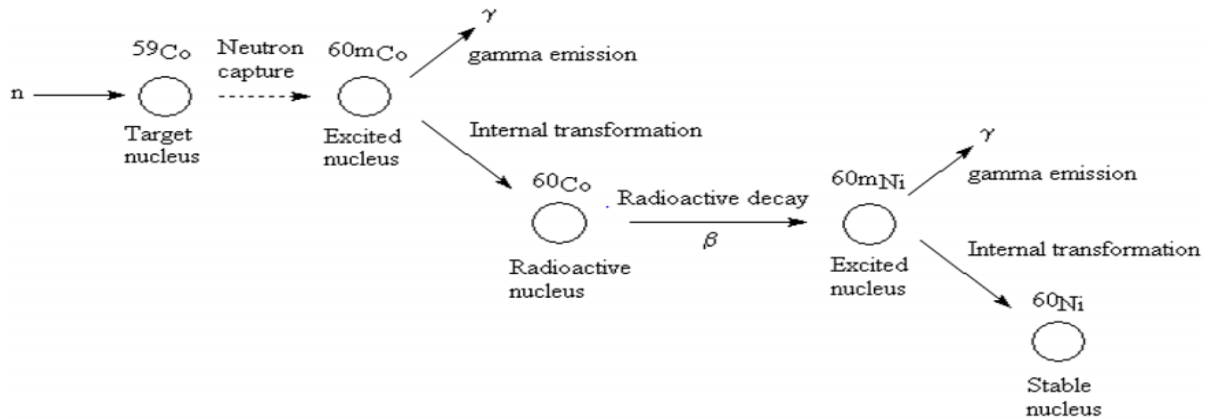 γ
59Co
Neutron
capture
60mCo
gamma emission
n
Target
nucleus
Excited
nucleus
Internal transformation
γ
60Co
Radioactive decay
β
60mNi
gamma emission
Radioactive
nucleus
Excited
nucleus
Internal transformation
60Ni
Stable
nucleus